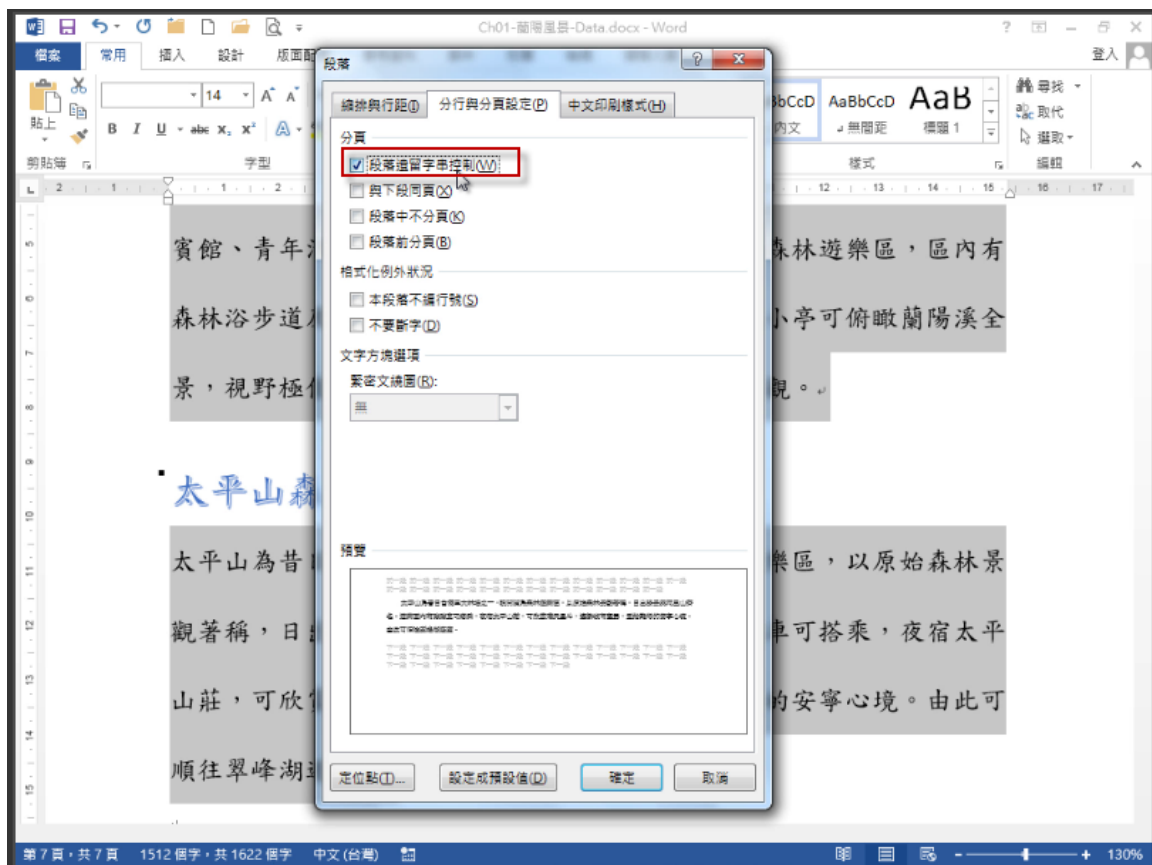 Ch01-蘭陽風景-Data.docx - Word
檔案 常用 插入 設計 登入
14
貼上
B I U abc X₂ X² A
剪貼簿 字型
AaBbCcD AaB
內文 無間距 標題 1
樣式
尋找
取代
選取
編輯
段落
縮排與行距(I) 分行與分頁設定(P) 中文印刷樣式(H)
分頁
段落遺留字串控制(W)
與下段同頁(X)
段落中不分頁(K)
段落前分頁(B)
格式化例外狀況
本段落不編行號(S)
不要斷字(D)
文字方塊選項
緊密文繞圖(R):
無
預覽
定位點(T)... 設定成預設值(D) 確定 取消
賓館、青年 森林遊樂區，區內有
森林浴步道 小亭可俯瞰蘭陽溪全
景，視野極 觀。
太平山森
太平山為昔 樂區，以原始森林景
觀著稱，日 車可搭乘，夜宿太平
山莊，可欣 的安寧心境。由此可
順往翠峰湖
第 7 頁，共 7 頁 1512 個字，共 1622 個字 中文 (台灣) 130%